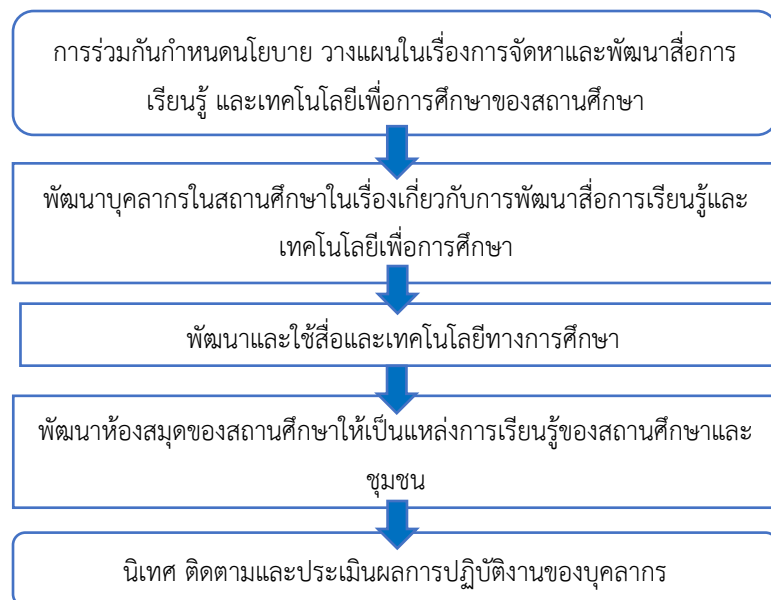 การร่วมกันกำหนดนโยบาย วางแผนในเรื่องการจัดหาและพัฒนาสื่อการ
เรียนรู้ และเทคโนโลยีเพื่อการศึกษาของสถานศึกษา
พัฒนาบุคลากรในสถานศึกษาในเรื่องเกี่ยวกับการพัฒนาสื่อการเรียนรู้และ
เทคโนโลยีเพื่อการศึกษา
พัฒนาและใช้สื่อและเทคโนโลยีทางการศึกษา
พัฒนาห้องสมุดของสถานศึกษาให้เป็นแหล่งการเรียนรู้ของสถานศึกษาและ
ชุมชน
นิเทศ ติดตามและประเมินผลการปฏิบัติงานของบุคลากร